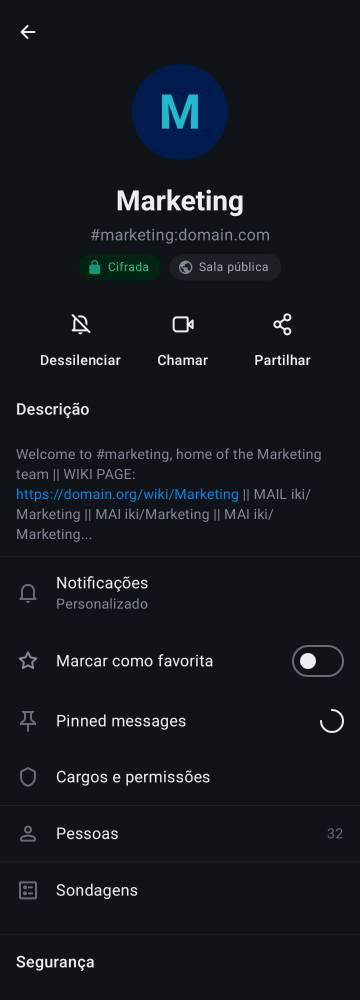 M
Marketing
#marketing:domain.com
Cifrada
Sala pública
Dessilenciar
Chamar
Partilhar
Descrição
Welcome to #marketing, home of the Marketing
team || WIKI PAGE:
https://domain.org/wiki/Marketing || MAIL iki/
Marketing || MAI iki/Marketing || MAI iki/
Marketing...
Notificações
Personalizado
Marcar como favorita
Pinned messages
Cargos e permissões
Pessoas
32
Sondagens
Segurança